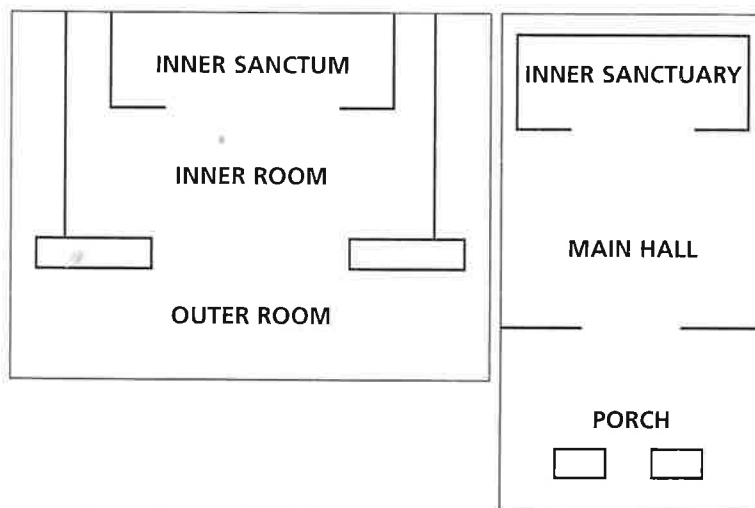 INNER SANCTUM
INNER ROOM
OUTER ROOM
INNER SANCTUARY
MAIN HALL
PORCH